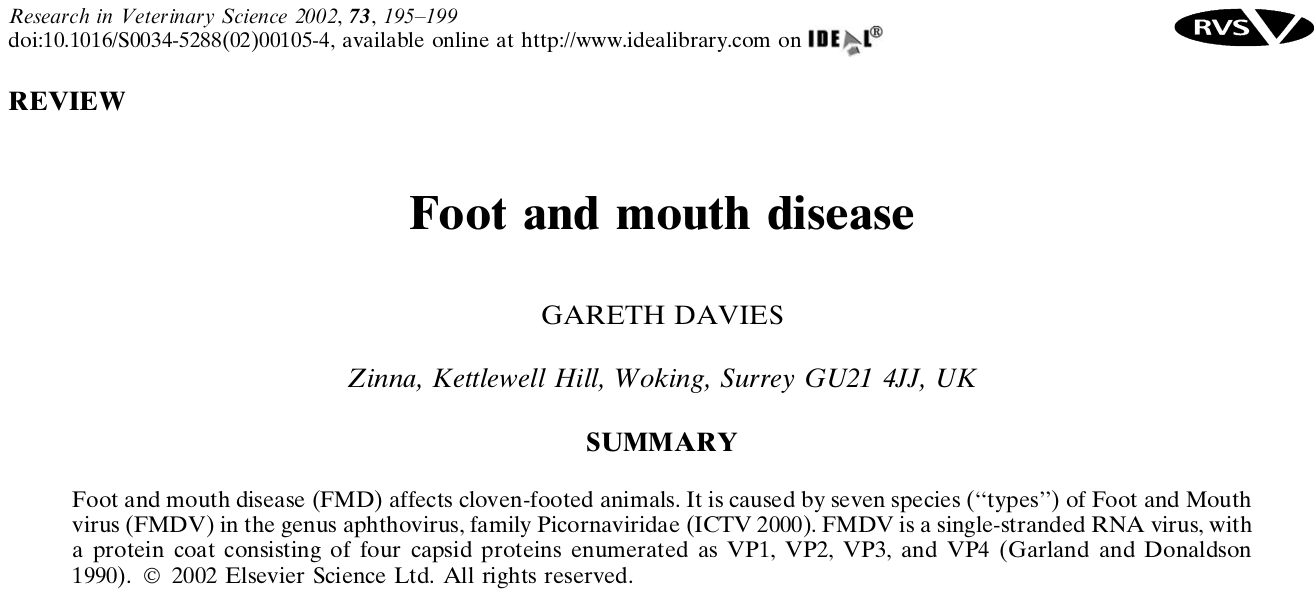 Research in Veterinary Science 2002, 73, 195–199
doi:10.1016/S0034-5288(02)00105-4, available online at http://www.idealibrary.com on IDEAL®
RVS
REVIEW
Foot and mouth disease
GARETH DAVIES
Zinna, Kettlewell Hill, Woking, Surrey GU21 4JJ, UK
SUMMARY
Foot and mouth disease (FMD) affects cloven-footed animals. It is caused by seven species (‘‘types’’) of Foot and Mouth
virus (FMDV) in the genus aphthovirus, family Picornaviridae (ICTV 2000). FMDV is a single-stranded RNA virus, with
a protein coat consisting of four capsid proteins enumerated as VP1, VP2, VP3, and VP4 (Garland and Donaldson
1990). © 2002 Elsevier Science Ltd. All rights reserved.